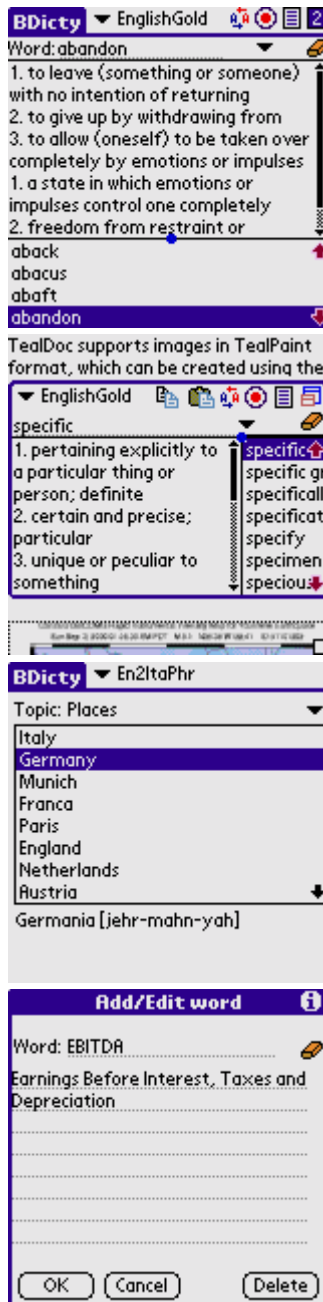 BDicty EnglishGold 2
Word: abandon
1. to leave (something or someone)
with no intention of returning
2. to give up by withdrawing from
3. to allow (oneself) to be taken over
completely by emotions or impulses
1. a state in which emotions or
impulses control one completely
2. freedom from restraint or
aback
abacus
abaft
abandon
TealDoc supports images in TealPaint
format, which can be created using the
EnglishGold
specific
1. pertaining explicitly to
a particular thing or
person; definite
2. certain and precise;
particular
3. unique or peculiar to
something
specific
specific gr
specificall
specificat
specify
specimen
speciou
BDicty En2ItaPhr
Topic: Places
Italy
Germany
Munich
Franca
Paris
England
Netherlands
Austria
Germania [jehr-mahn-yah]
Add/Edit word
Word: EBITDA
Earnings Before Interest, Taxes and
Depreciation
OK Cancel Delete